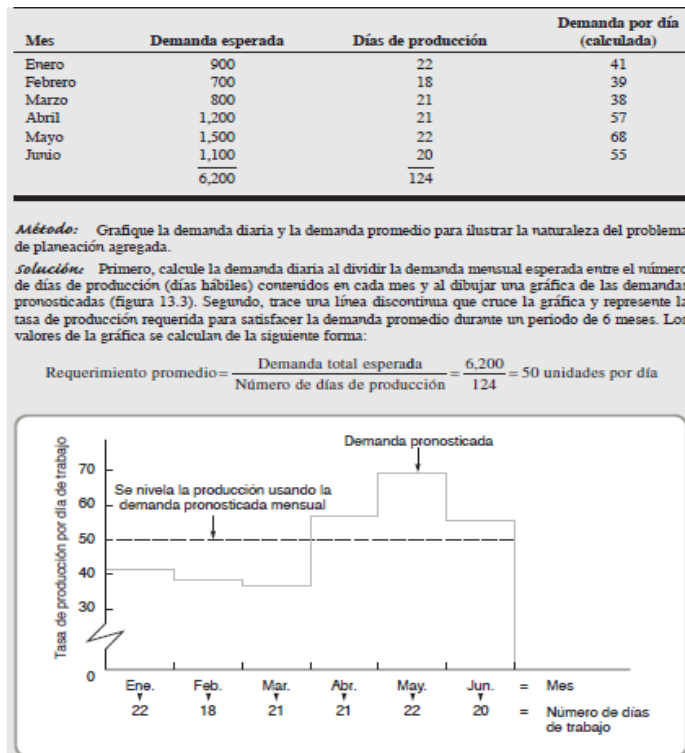 Demanda por día
Mes Demanda esperada Días de producción (calculada)
Enero 900 22 41
Febrero 700 18 39
Marzo 800 21 38
Abril 1,200 21 57
Mayo 1,500 22 68
Junio 1,100 20 55
6,200 124
Método: Grafique la demanda diaria y la demanda promedio para ilustrar la naturaleza del problema
de planeación agregada.
Solución: Primero, calcule la demanda diaria al dividir la demanda mensual esperada entre el número
de días de producción (días hábiles) contenidos en cada mes y al dibujar una gráfica de las demandas
pronosticadas (figura 13.3). Segundo, trace una línea discontinua que cruce la gráfica y represente la
tasa de producción requerida para satisfacer la demanda promedio durante un periodo de 6 meses. Los
valores de la gráfica se calculan de la siguiente forma:
Requerimiento promedio = Demanda total esperada / Número de días de producción = 6,200 / 124 = 50 unidades por día
Tasa de producción por día de trabajo
Demanda pronosticada
70
Se nivela la producción usando la
60
demanda pronosticada mensual
50
40
30
0
Ene. Feb. Mar. Abr. May. Jun. = Mes
22 18 21 21 22 20 = Número de días
de trabajo